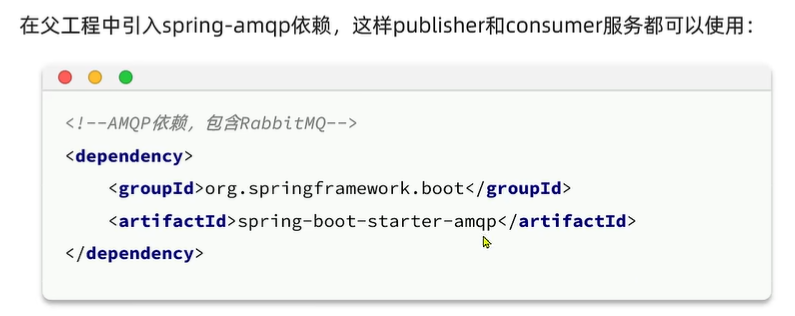 在父工程中引入spring-amqp依赖，这样publisher和consumer服务都可以使用：
<!--AMQP依赖，包含RabbitMQ-->
<dependency>
    <groupId>org.springframework.boot</groupId>
    <artifactId>spring-boot-starter-amqp</artifactId>
</dependency>